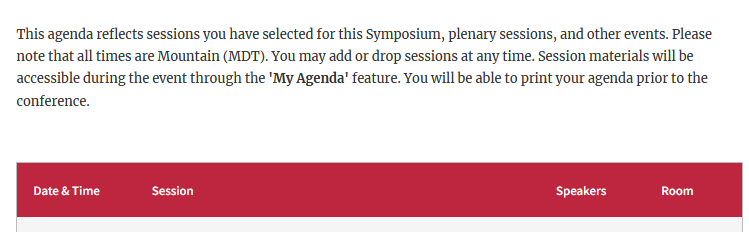 This agenda reflects sessions you have selected for this Symposium, plenary sessions, and other events. Please
note that all times are Mountain (MDT). You may add or drop sessions at any time. Session materials will be
accessible during the event through the 'My Agenda' feature. You will be able to print your agenda prior to the
conference.
Date & Time Session Speakers Room